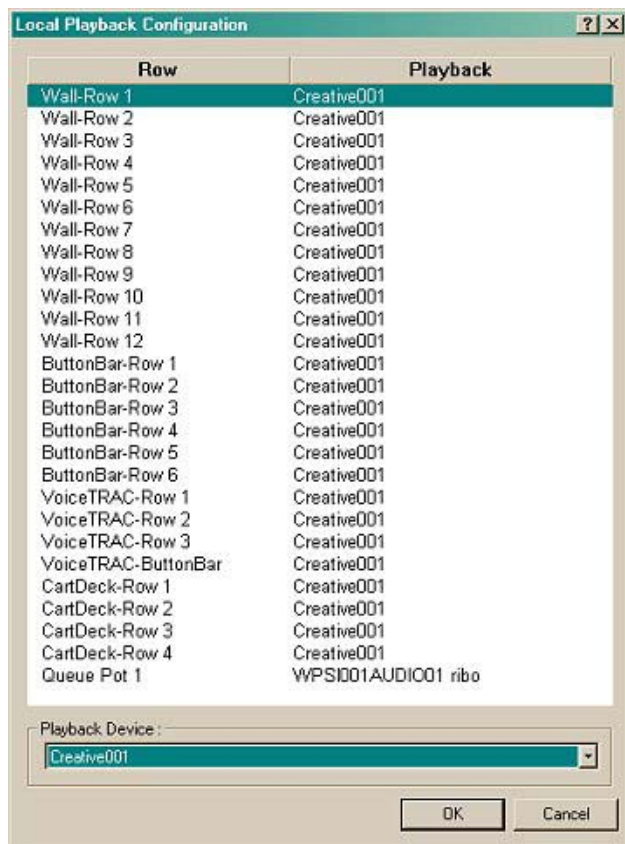 Local Playback Configuration
Row Playback
Wall-Row 1 Creative001
Wall-Row 2 Creative001
Wall-Row 3 Creative001
Wall-Row 4 Creative001
Wall-Row 5 Creative001
Wall-Row 6 Creative001
Wall-Row 7 Creative001
Wall-Row 8 Creative001
Wall-Row 9 Creative001
Wall-Row 10 Creative001
Wall-Row 11 Creative001
Wall-Row 12 Creative001
ButtonBar-Row 1 Creative001
ButtonBar-Row 2 Creative001
ButtonBar-Row 3 Creative001
ButtonBar-Row 4 Creative001
ButtonBar-Row 5 Creative001
ButtonBar-Row 6 Creative001
VoiceTRAC-Row 1 Creative001
VoiceTRAC-Row 2 Creative001
VoiceTRAC-Row 3 Creative001
VoiceTRAC-ButtonBar Creative001
CartDeck-Row 1 Creative001
CartDeck-Row 2 Creative001
CartDeck-Row 3 Creative001
CartDeck-Row 4 Creative001
Queue Pot 1 WPSI001AUDIO01 ribo
Playback Device :
Creative001
OK Cancel